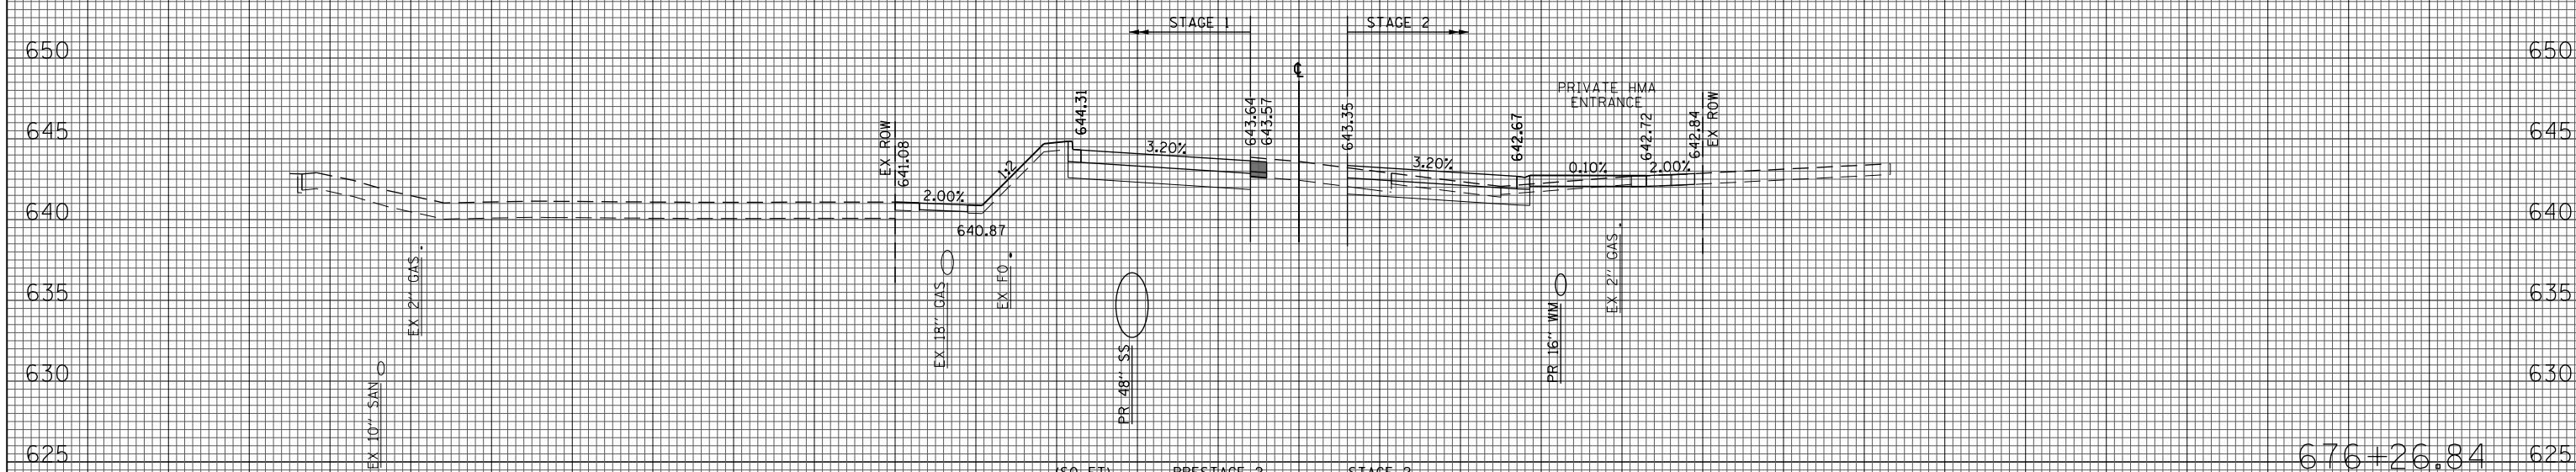 STAGE 1
STAGE 2
650
650
℄
PRIVATE HMA
ENTRANCE
645
EX ROW
641.08
644.31
643.64
643.57
643.35
642.67
642.72
642.84
EX ROW
645
1:2
3.20%
3.20%
0.10%
2.00%
640
2.00%
640
640.87
635
EX 2" GAS
EX 18" GAS
EX FO
PR 48" SS
PR 16" WM
EX 2" GAS
635
630
EX 10" SAN
630
625
(SQ FT)
PRESTAGE
STAGE
676+26.84
625